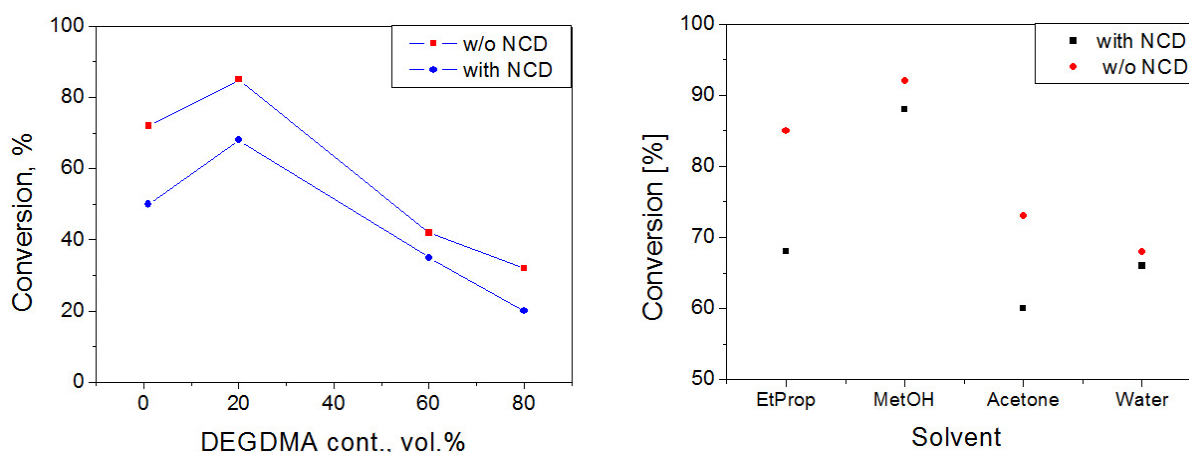 100
80
60
40
20
0
Conversion, %
w/o NCD
with NCD
0 20 40 60 80
DEGDMA cont., vol.%
100
90
80
70
60
50
Conversion [%]
with NCD
w/o NCD
EtProp MetOH Acetone Water
Solvent